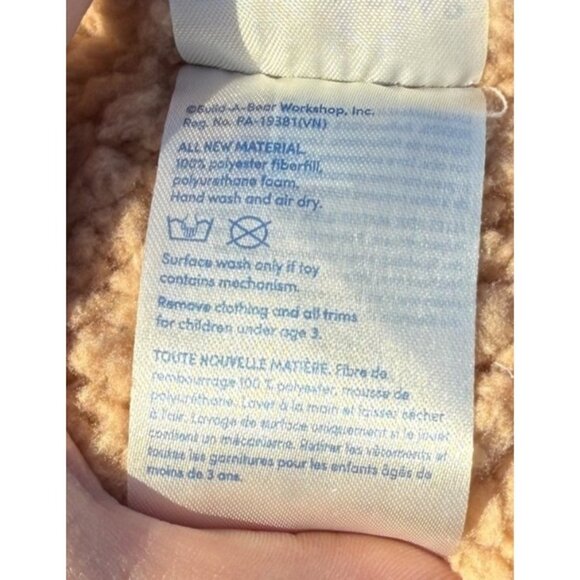 ©Build-A-Bear Workshop, Inc.
Reg. No. PA-19381(VN)
ALL NEW MATERIAL.
100% polyester fiberfill,
polyurethane foam.
Hand wash and air dry.
Surface wash only if toy
contains mechanism.
Remove clothing and all trims
for children under age 3.
TOUTE NOUVELLE MATIÈRE. Fibre de
rembourrage 100 % polyester, mousse de
polyuréthane. Laver à la main et laisser sécher
à l'air. Lavage de surface uniquement si le jouet
contient un mécanisme. Retirer les vêtements et
toutes les garnitures pour les enfants âgés de
moins de 3 ans.